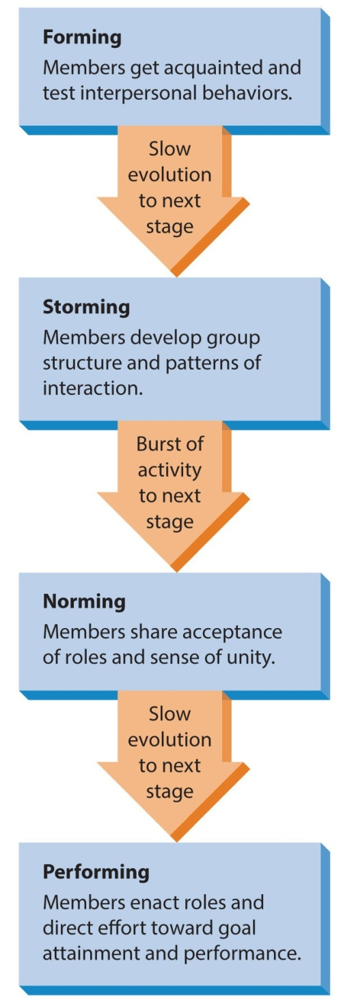 Forming
Members get acquainted and
test interpersonal behaviors.
Slow
evolution
to next
stage
Storming
Members develop group
structure and patterns of
interaction.
Burst of
activity
to next
stage
Norming
Members share acceptance
of roles and sense of unity.
Slow
evolution
to next
stage
Performing
Members enact roles and
direct effort toward goal
attainment and performance.